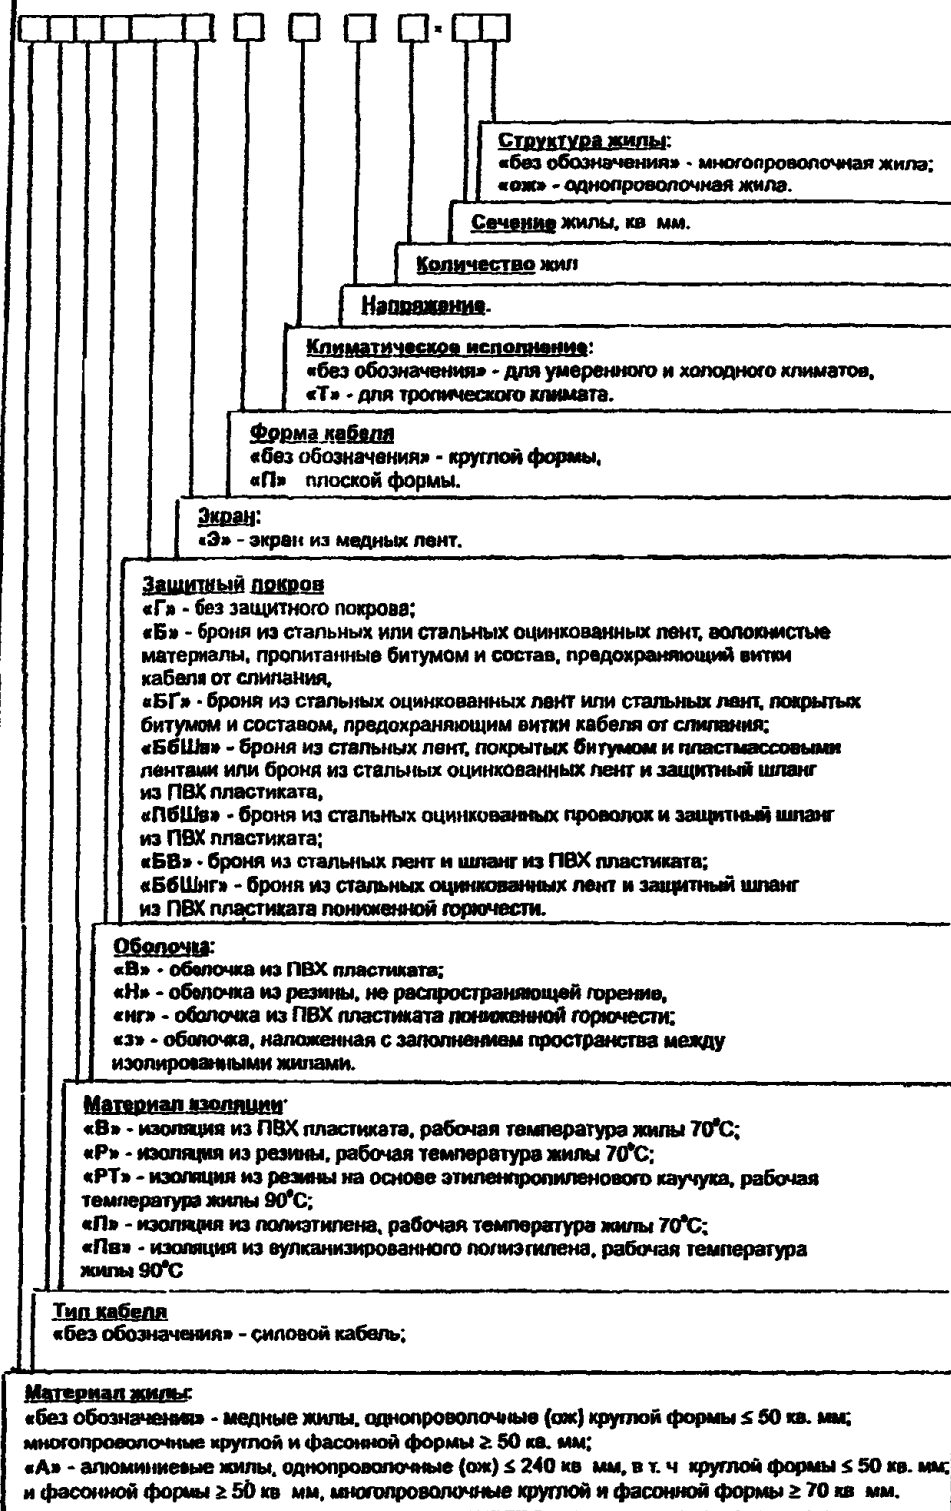 Структура жилы:
«без обозначения» - многопроволочная жила;
«ож» - однопроволочная жила.
Сечение жилы, кв мм.
Количество жил
Напряжение.
Климатическое исполнение:
«без обозначения» - для умеренного и холодного климатов,
«Т» - для тропического климата.
Форма кабеля
«без обозначения» - круглой формы,
«П» плоской формы.
Экран:
«Э» - экран из медных лент.
Защитный покров
«Г» - без защитного покрова;
«Б» - броня из стальных или стальных оцинкованных лент, волокнистые
материалы, пропитанные битумом и состав, предохраняющий витки
кабеля от слипания,
«БГ» - броня из стальных оцинкованных лент или стальных лент, покрытых
битумом и составом, предохраняющим витки кабеля от слипания;
«БбШв» - броня из стальных лент, покрытых битумом и пластмассовыми
лентами или броня из стальных оцинкованных лент и защитный шланг
из ПВХ пластиката,
«ПбШв» - броня из стальных оцинкованных проволок и защитный шланг
из ПВХ пластиката;
«БВ» - броня из стальных лент и шланг из ПВХ пластиката;
«БбШнг» - броня из стальных оцинкованных лент и защитный шланг
из ПВХ пластиката пониженной горючести.
Оболочка:
«В» - оболочка из ПВХ пластиката;
«Н» - оболочка из резины, не распространяющей горение,
«нг» - оболочка из ПВХ пластиката пониженной горючести;
«з» - оболочка, наложенная с заполнением пространства между
изолированными жилами.
Материал изоляции·
«В» - изоляция из ПВХ пластиката, рабочая температура жилы 70°С;
«Р» - изоляция из резины, рабочая температура жилы 70°С;
«РТ» - изоляция из резины на основе этиленпропиленового каучука, рабочая
температура жилы 90°С;
«П» - изоляция из полиэтилена, рабочая температура жилы 70°С;
«Пв» - изоляция из вулканизированного полиэтилена, рабочая температура
жилы 90°С
Тип кабеля
«без обозначения» - силовой кабель;
Материал жилы:
«без обозначения» - медные жилы, однопроволочные (ож) круглой формы ≤ 50 кв. мм;
многопроволочные круглой и фасонной формы ≥ 50 кв. мм;
«А» - алюминиевые жилы, однопроволочные (ож) ≤ 240 кв мм, в т. ч круглой формы ≤ 50 кв. мм;
и фасонной формы ≥ 50 кв мм, многопроволочные круглой и фасонной формы ≥ 70 кв мм.